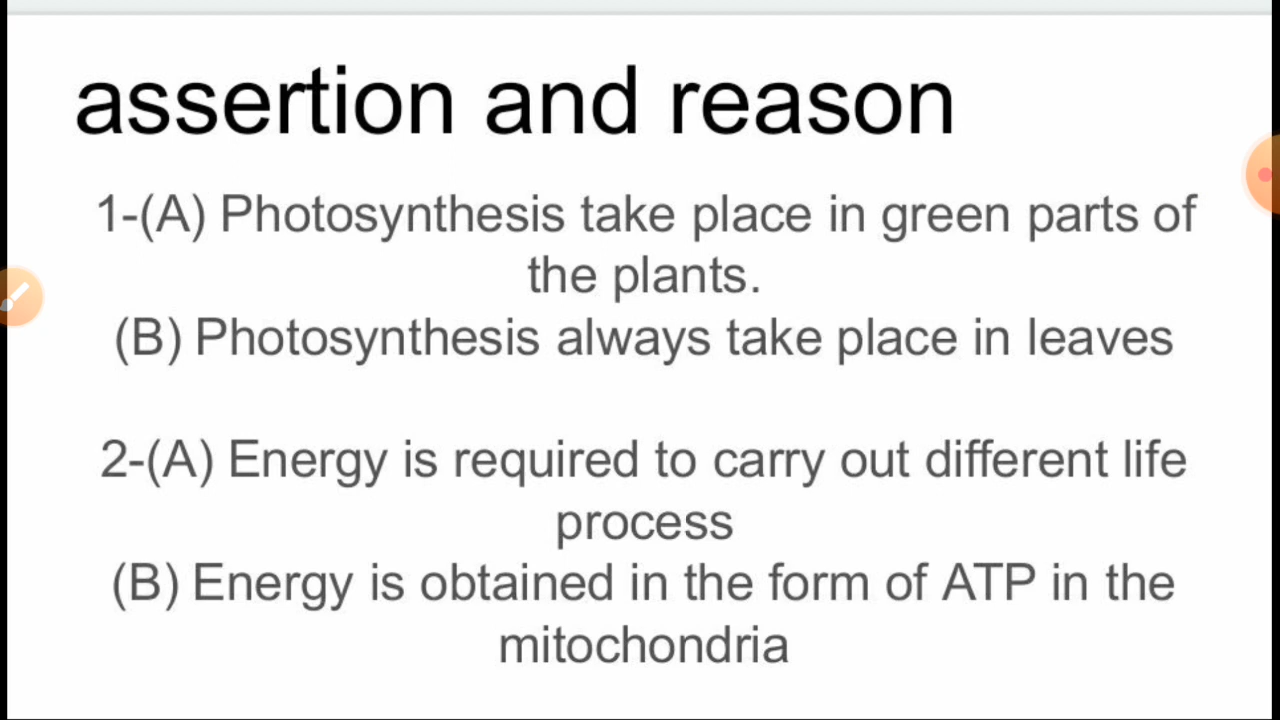 assertion and reason
1-(A) Photosynthesis take place in green parts of
the plants.
(B) Photosynthesis always take place in leaves
2-(A) Energy is required to carry out different life
process
(B) Energy is obtained in the form of ATP in the
mitochondria